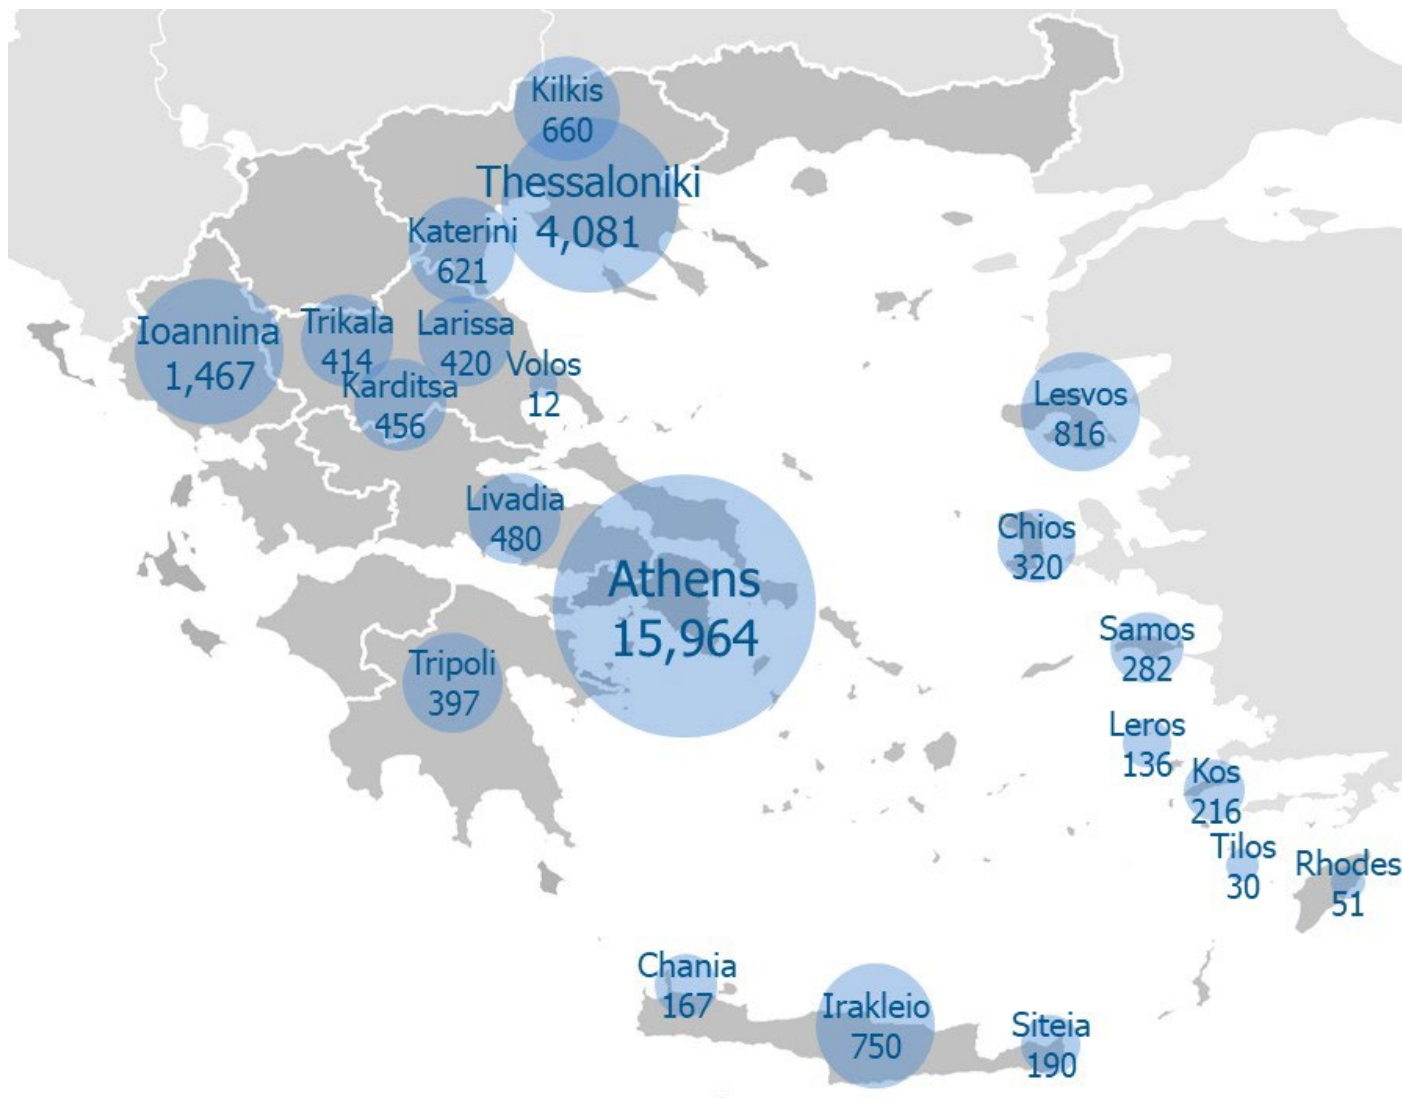 Kilkis
660
Thessaloniki
4,081
Katerini
621
Ioannina
1,467
Trikala
414
Larissa
420
Volos
12
Karditsa
456
Lesvos
816
Livadia
480
Chios
320
Athens
15,964
Samos
282
Tripoli
397
Leros
136
Kos
216
Tilos
30
Rhodes
51
Chania
167
Irakleio
750
Siteia
190